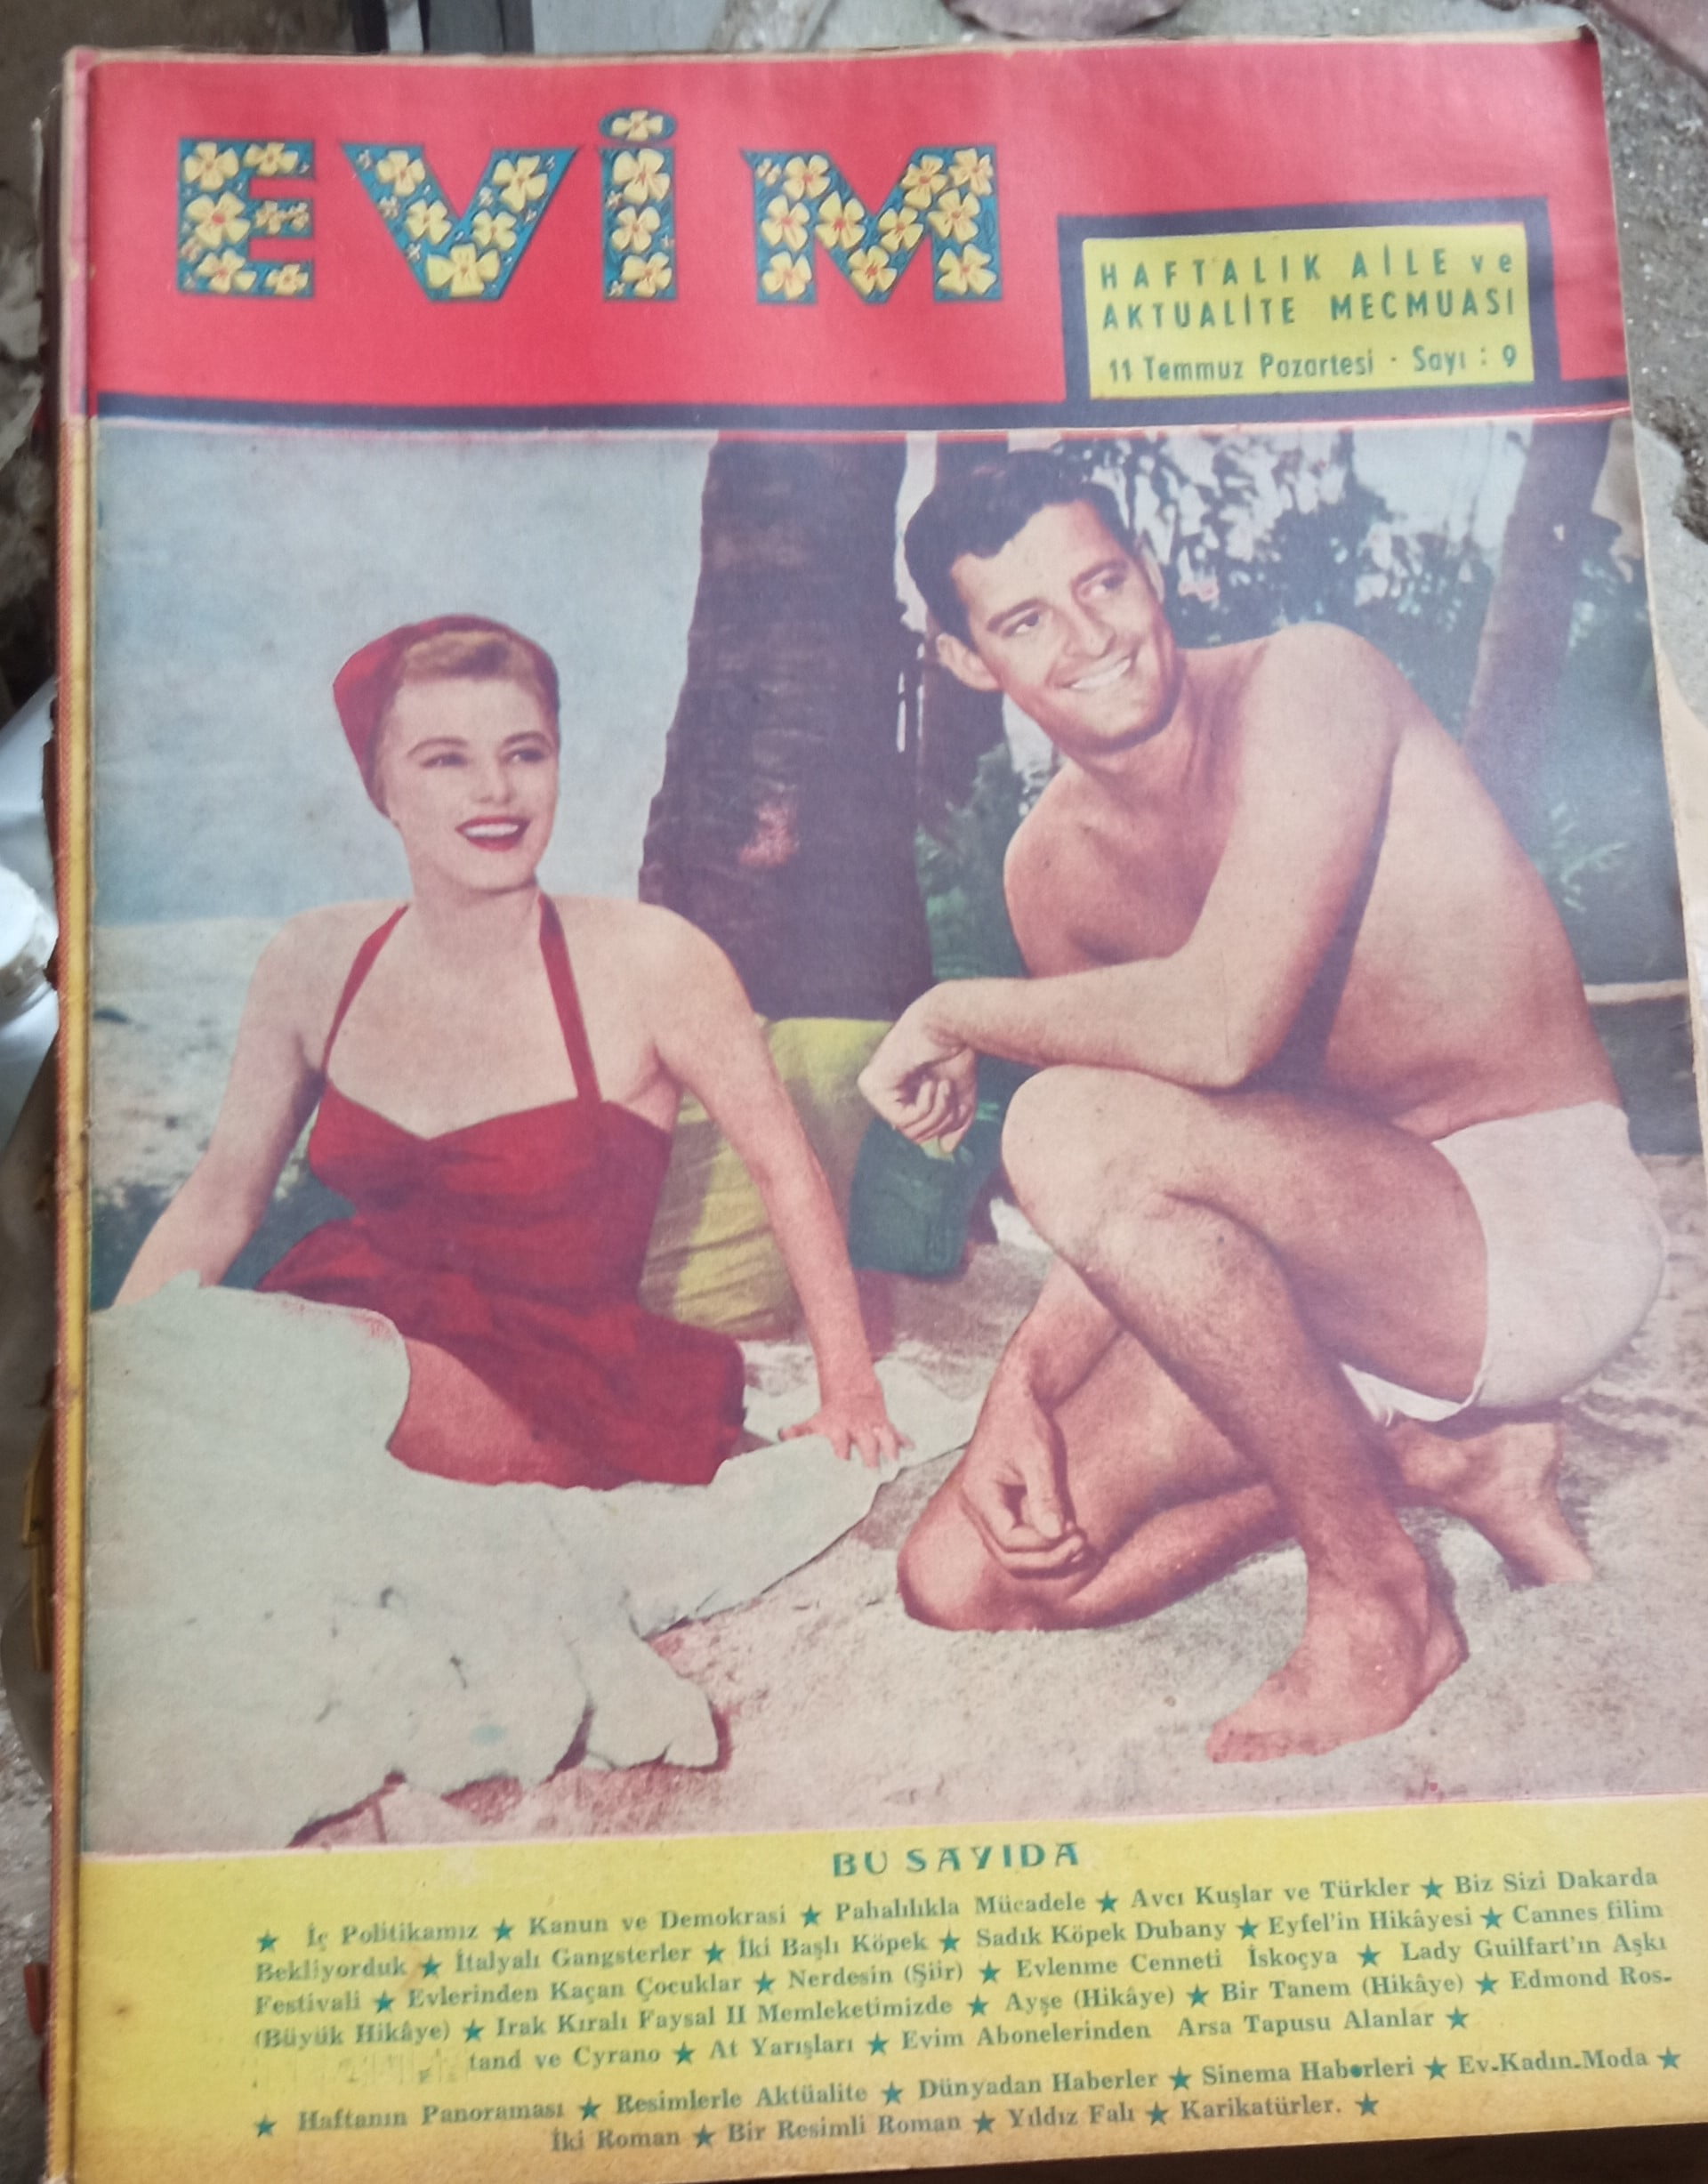 EVİM
HAFTALIK AİLE ve
AKTUALİTE MECMUASI
11 Temmuz Pazartesi - Sayı : 9
BU SAYIDA
★ İç Politikamız ★ Kanun ve Demokrasi ★ Pahalılıkla Mücadele ★ Avcı Kuşlar ve Türkler ★ Biz Sizi Dakarda
Bekliyorduk ★ İtalyalı Gangsterler ★ İki Başlı Köpek ★ Sadık Köpek Dubany ★ Eyfel'in Hikâyesi ★ Cannes filim
Festivali ★ Evlerinden Kaçan Çocuklar ★ Nerdesin (Şiir) ★ Evlenme Cenneti İskoçya ★ Lady Guilfart'ın Aşkı
(Büyük Hikâye) ★ Irak Kıralı Faysal II Memleketimizde ★ Ayşe (Hikâye) ★ Bir Tanem (Hikâye) ★ Edmond Ros-
tand ve Cyrano ★ At Yarışları ★ Evim Abonelerinden Arsa Tapusu Alanlar ★
★ Haftanın Panoraması ★ Resimlerle Aktüalite ★ Dünyadan Haberler ★ Sinema Haberleri ★ Ev-Kadın-Moda ★
İki Roman ★ Bir Resimli Roman ★ Yıldız Falı ★ Karikatürler. ★